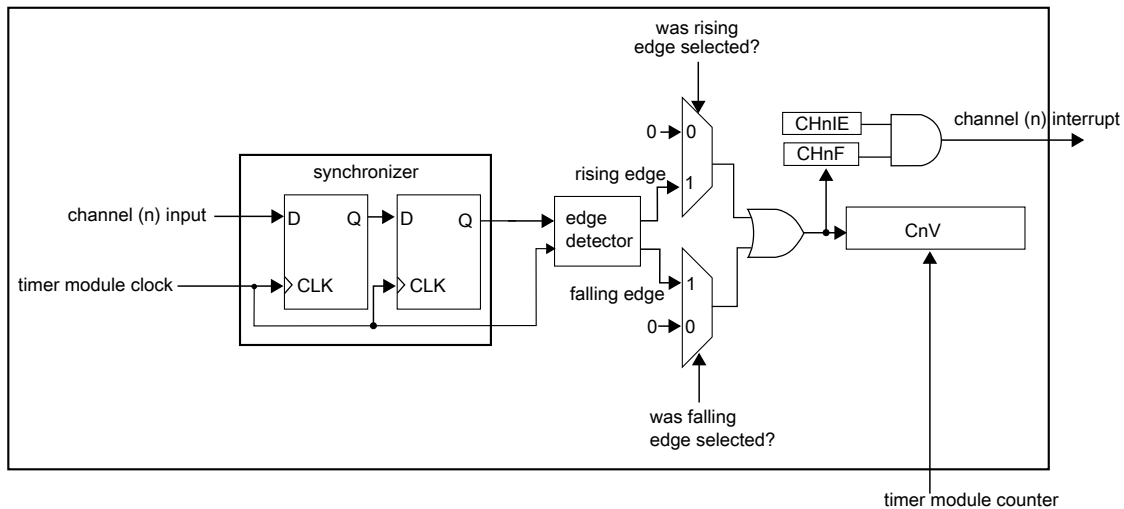 was rising
edge selected?
0
0
CHnIE
channel (n) interrupt
CHnF
synchronizer
rising edge
1
channel (n) input
D
Q
D
Q
edge
detector
CnV
timer module clock
CLK
CLK
falling edge
1
0
0
was falling
edge selected?
timer module counter